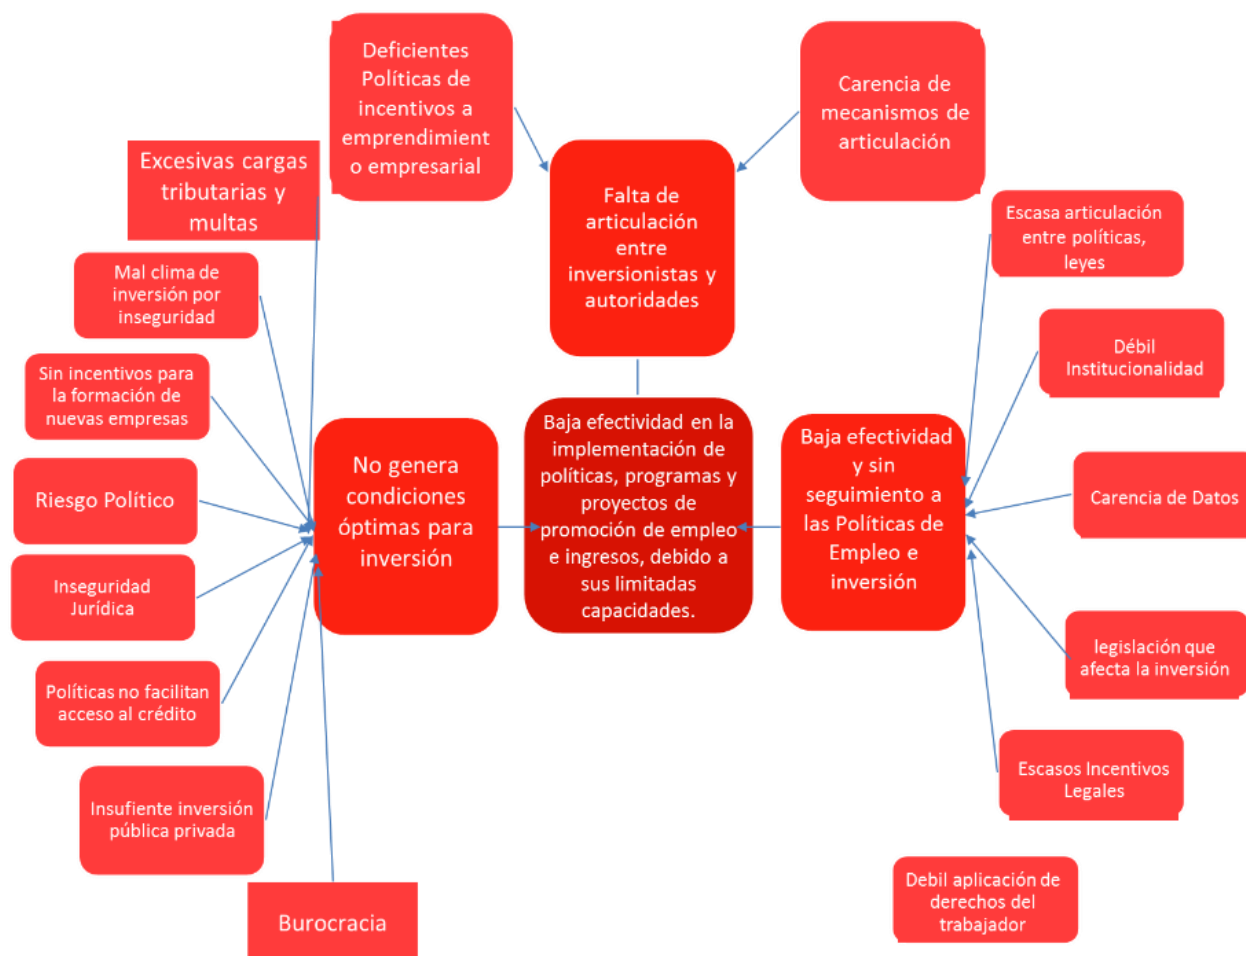 Deficientes
Políticas de
incentivos a
emprendimient
o empresarial
Carencia de
mecanismos de
articulación
Excesivas cargas
tributarias y
multas
Falta de
articulación
entre
inversionistas y
autoridades
Escasa articulación
entre políticas,
leyes
Mal clima de
inversión por
inseguridad
Débil
Institucionalidad
Sin incentivos para
la formación de
nuevas empresas
No genera
condiciones
óptimas para
inversión
Baja efectividad en la
implementación de
políticas, programas y
proyectos de
promoción de empleo
e ingresos, debido a
sus limitadas
capacidades.
Baja efectividad
y sin
seguimiento a
las Políticas de
Empleo e
inversión
Riesgo Político
Carencia de Datos
Inseguridad
Jurídica
legislación que
afecta la inversión
Políticas no facilitan
acceso al crédito
Escasos Incentivos
Legales
Insufiente inversión
pública privada
Debil aplicación de
derechos del
trabajador
Burocracia